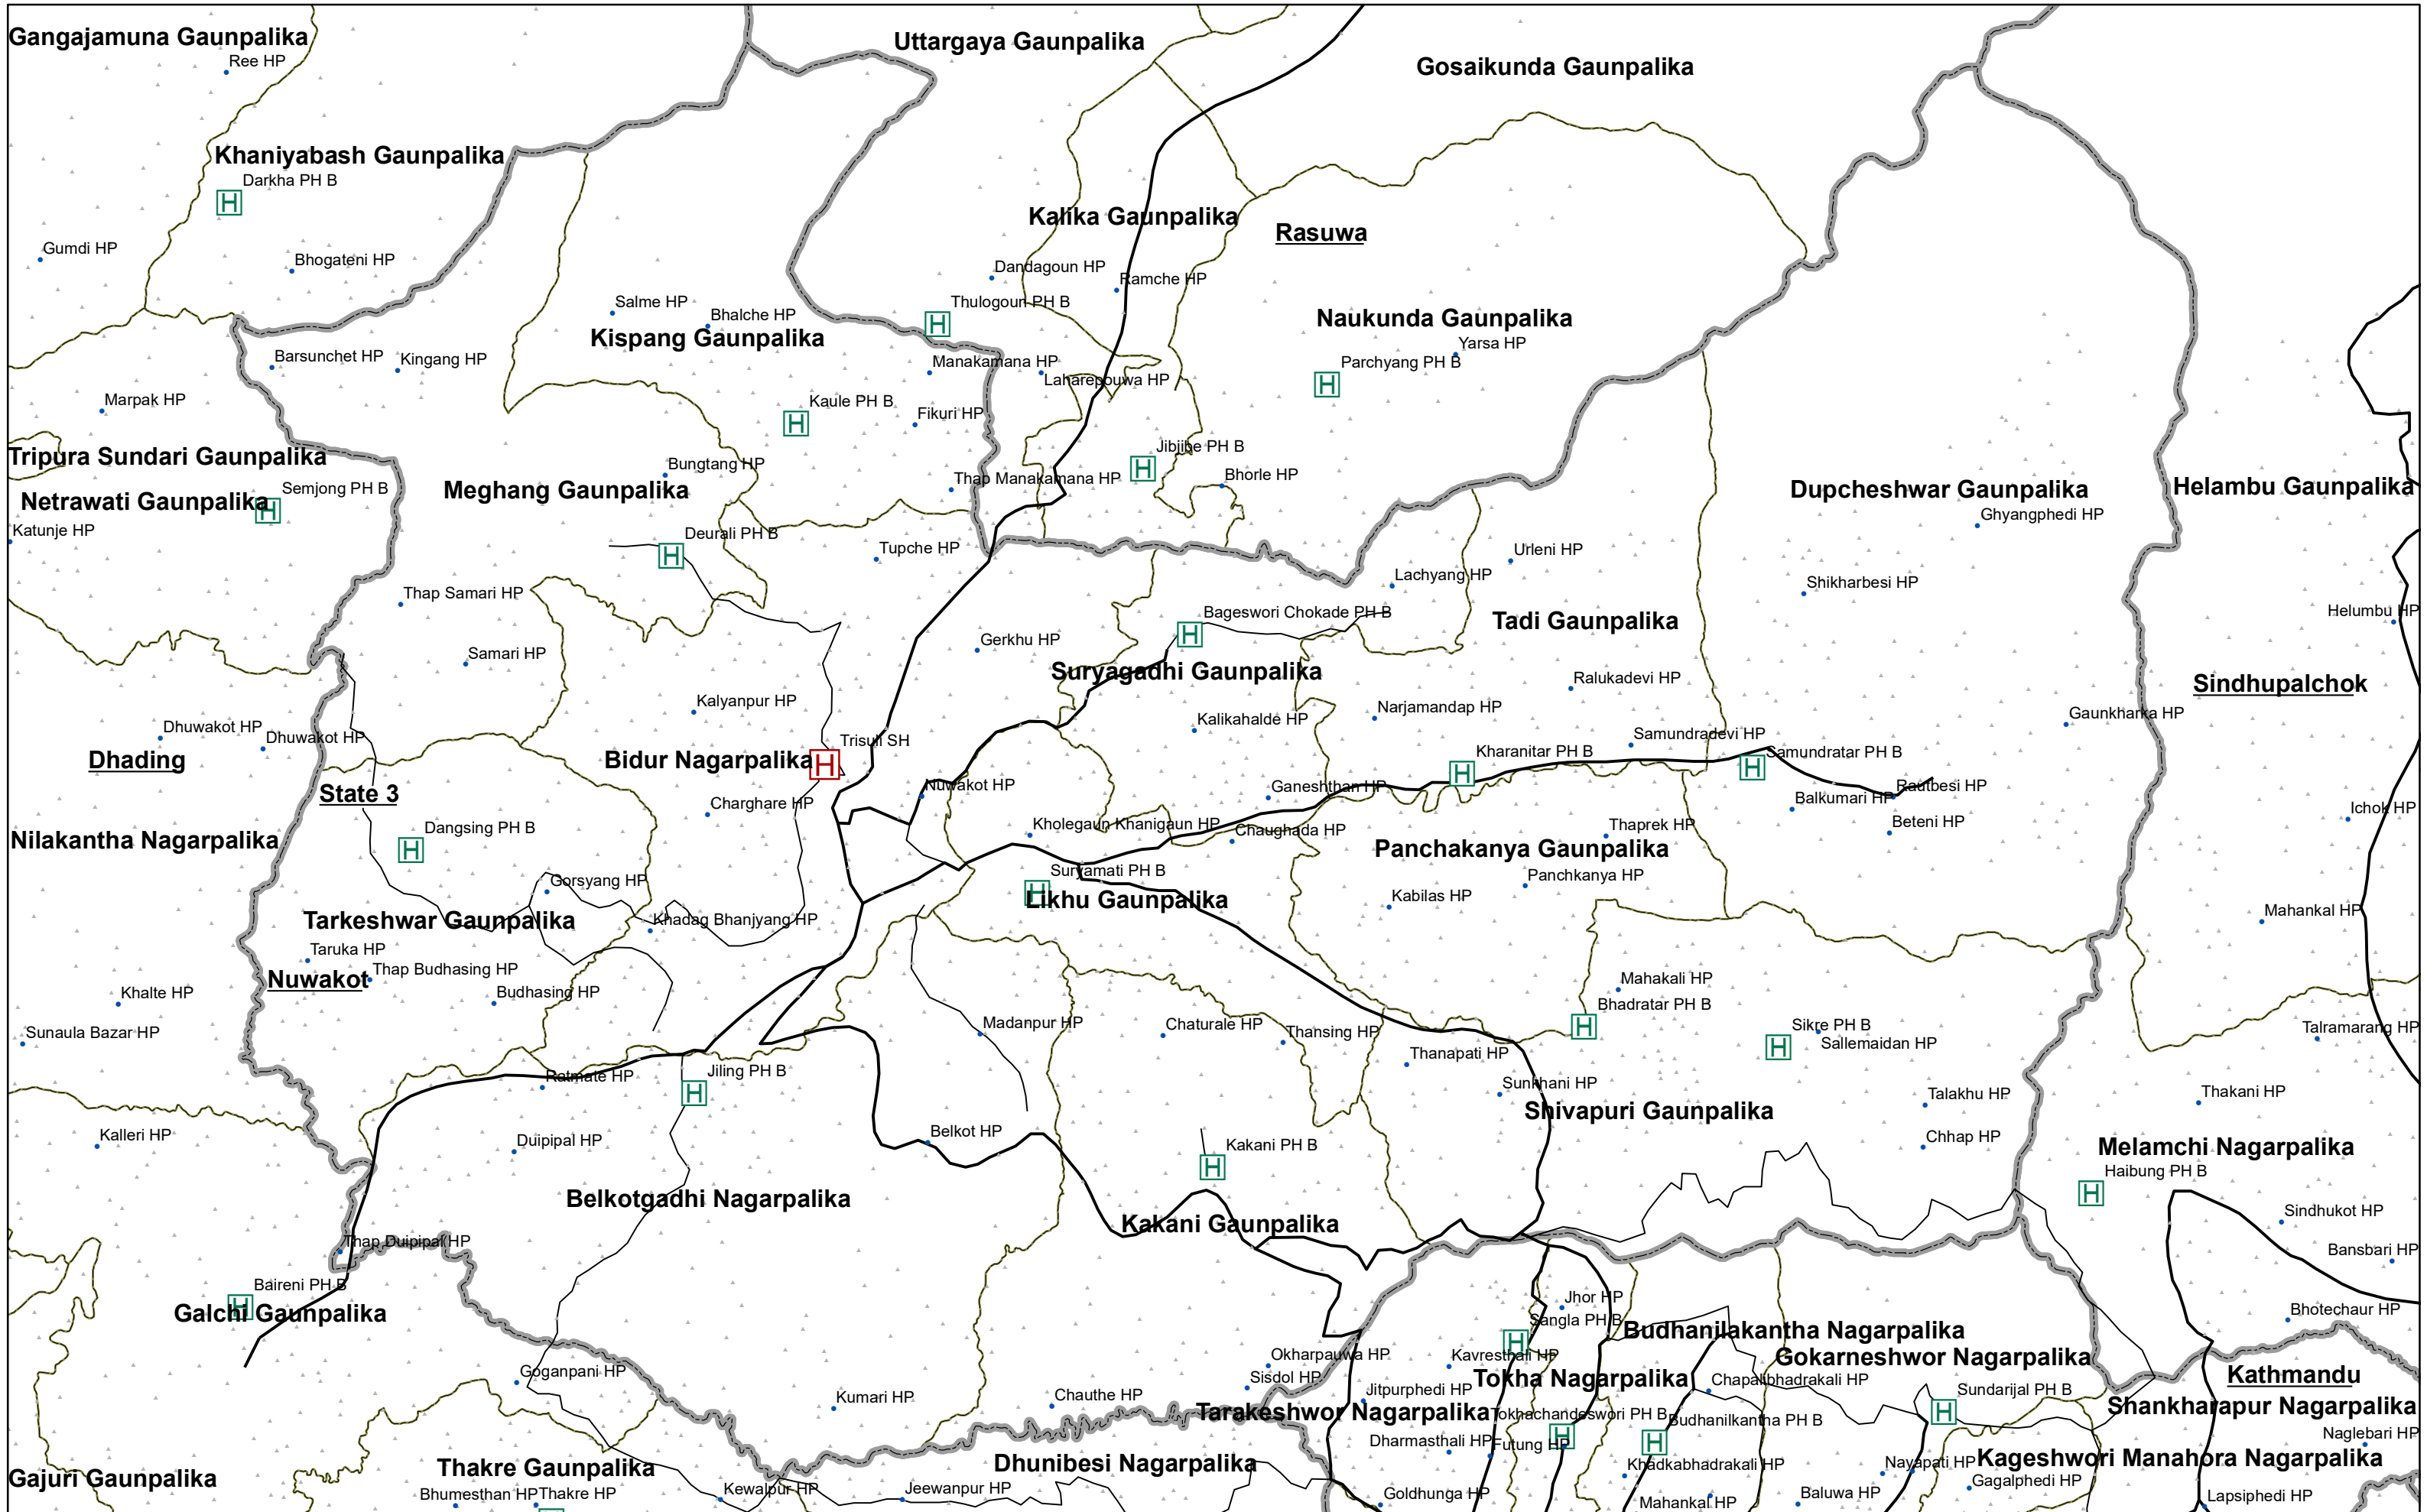 Gangajamuna Gaunpalika
Uttargaya Gaunpalika
Ree HP
Gosaikunda Gaunpalika
Khaniyabash Gaunpalika
Darkha PH B
Kalika Gaunpalika
Rasuwa
Gumdi HP
Bhogateni HP
Dandagoun HP
Ramche HP
Salme HP
Thulogoun PH B
Bhalche HP
Naukunda Gaunpalika
Kispang Gaunpalika
Yarsa HP
Barsunchet HP
Kingang HP
Manakamana HP
Parchyang PH B
Laharepouwa HP
Marpak HP
Kaule PH B
Fikuri HP
Jibjibe PH B
Tripura Sundari Gaunpalika
Bungtang HP
Thap Manakamana HP
Bhorle HP
Semjong PH B
Meghang Gaunpalika
Dupcheshwar Gaunpalika
Helambu Gaunpalika
Netrawati Gaunpalika
Ghyangphedi HP
Katunje HP
Deurali PH B
Tupche HP
Urleni HP
Lachyang HP
Shikharbesi HP
Thap Samari HP
Bageswori Chokade PH B
Helumbu HP
Tadi Gaunpalika
Gerkhu HP
Samari HP
Suryagadhi Gaunpalika
Ralukadevi HP
Sindhupalchok
Kalyanpur HP
Narjamandap HP
Gaunkharka HP
Kalikahalde HP
Dhuwakot HP
Dhuwakot HP
Samundradevi HP
Trisuli SH
Kharanitar PH B
Samundratar PH B
Dhading
Bidur Nagarpalika
Nuwakot HP
Ganeshthan HP
Rautbesi HP
State 3
Charghare HP
Balkumari HP
Ichok HP
Dangsing PH B
Kholegaun Khanigaun HP
Chaughada HP
Thaprek HP
Beteni HP
Nilakantha Nagarpalika
Panchakanya Gaunpalika
Suryamati PH B
Panchkanya HP
Gorsyang HP
Likhu Gaunpalika
Kabilas HP
Mahankal HP
Tarkeshwar Gaunpalika
Khadag Bhanjyang HP
Taruka HP
Thap Budhasing HP
Nuwakot
Mahakali HP
Khalte HP
Budhasing HP
Bhadratar PH B
Sunaula Bazar HP
Madanpur HP
Chaturale HP
Thansing HP
Sikre PH B
Talramarang HP
Sallemaidan HP
Thanapati HP
Ratmate HP
Jiling PH B
Sunkhani HP
Talakhu HP
Thakani HP
Shivapuri Gaunpalika
Kalleri HP
Duipipal HP
Belkot HP
Kakani PH B
Chhap HP
Melamchi Nagarpalika
Haibung PH B
Belkotgadhi Nagarpalika
Sindhukot HP
Kakani Gaunpalika
Thap Duipipal HP
Bansbari HP
Baireni PH B
Jhor HP
Galchi Gaunpalika
Sangla PH B
Bhotechaur HP
Budhanilakantha Nagarpalika
Okharpauwa HP
Kavresthali HP
Gokarneshwor Nagarpalika
Goganpani HP
Sisdol HP
Tokha Nagarpalika
Chapalibhadrakali HP
Kathmandu
Kumari HP
Chauthe HP
Jitpurphedi HP
Sundarijal PH B
Tarakeshwor Nagarpalika
Tokhachandeswori PH B
Budhanilkantha PH B
Shankharapur Nagarpalika
Naglebari HP
Dharmasthali HP
Futung HP
Gajuri Gaunpalika
Thakre Gaunpalika
Dhunibesi Nagarpalika
Khadkabhadrakali HP
Nayapati HP
Kageshwori Manahora Nagarpalika
Gagalphedi HP
Bhumesthan HP
Thakre HP
Kewalpur HP
Jeewanpur HP
Goldhunga HP
Mahankal HP
Baluwa HP
Lapsiphedi HP